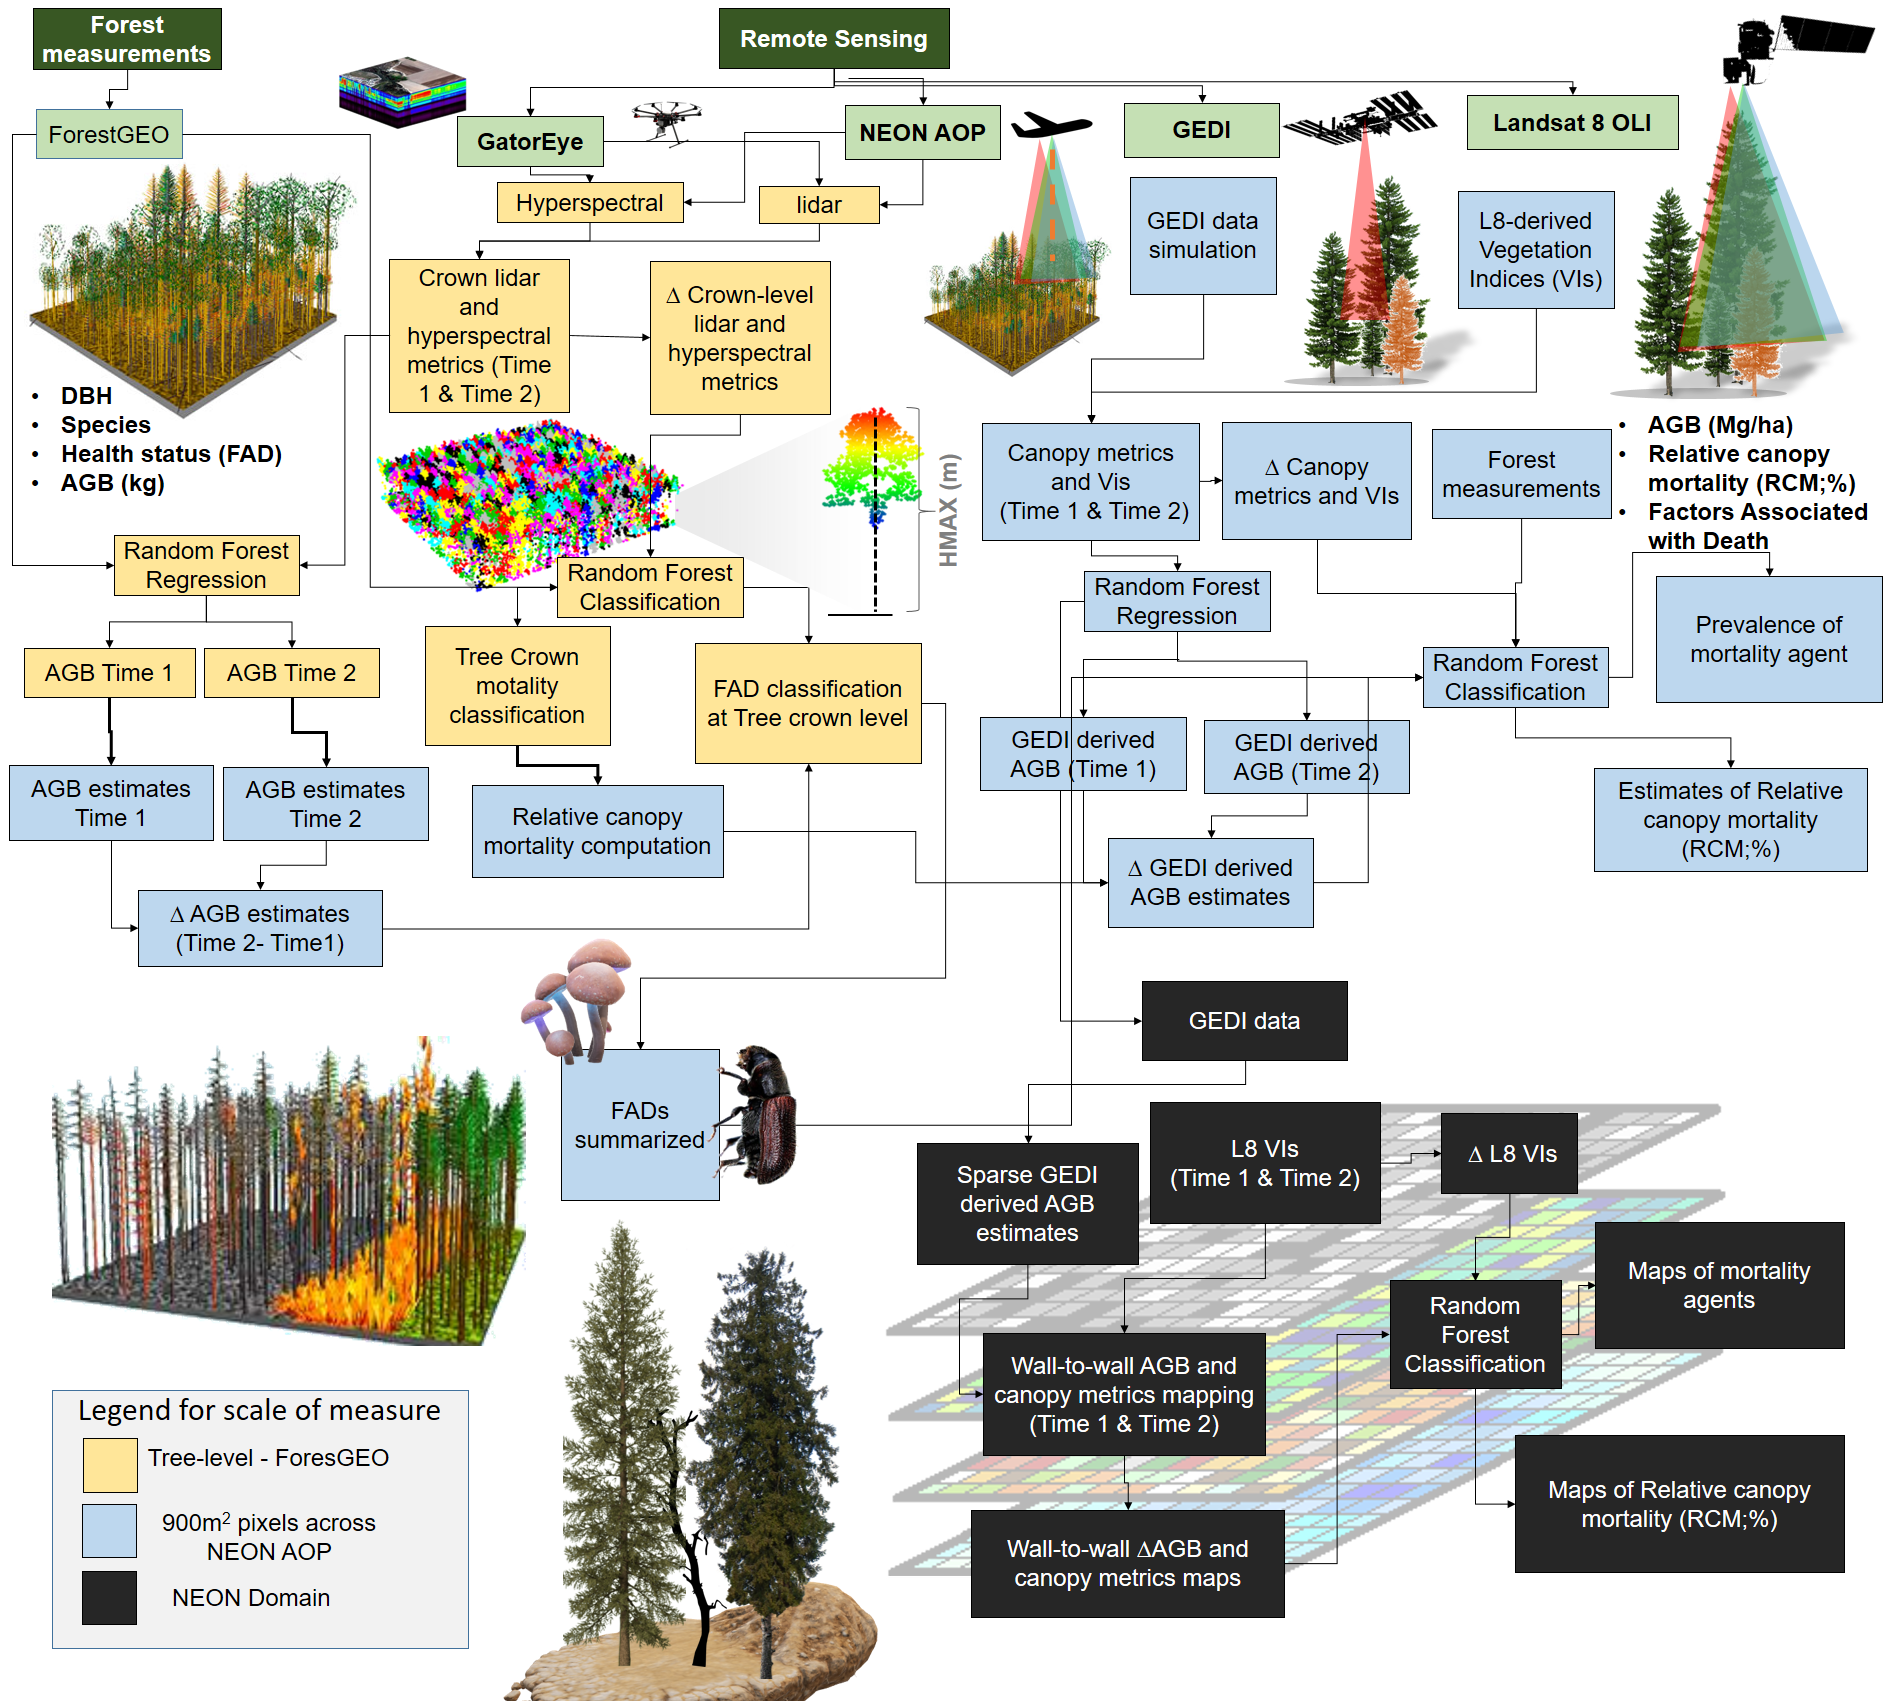 Forest
measurements
Remote Sensing
ForestGEO
GatorEye
NEON AOP
GEDI
Landsat 8 OLI
Hyperspectral
lidar
GEDI data
simulation
L8-derived
Vegetation
Indices (VIs)
Crown lidar
and
hyperspectral
metrics (Time
1 & Time 2)
Δ Crown-level
lidar and
hyperspectral
metrics
• DBH
• Species
• Health status (FAD)
• AGB (kg)
HMAX (m)
Canopy metrics
and Vis
(Time 1 & Time 2)
Δ Canopy
metrics and VIs
Forest
measurements
• AGB (Mg/ha)
• Relative canopy
mortality (RCM;%)
• Factors Associated
with Death
Random Forest
Regression
Random Forest
Classification
Random Forest
Regression
Prevalence of
mortality agent
AGB Time 1
AGB Time 2
Tree Crown
motality
classification
FAD classification
at Tree crown level
Random Forest
Classification
GEDI derived
AGB (Time 1)
GEDI derived
AGB (Time 2)
AGB estimates
Time 1
AGB estimates
Time 2
Relative canopy
mortality computation
Estimates of Relative
canopy mortality
(RCM;%)
Δ GEDI derived
AGB estimates
Δ AGB estimates
(Time 2- Time1)
GEDI data
FADs
summarized
Sparse GEDI
derived AGB
estimates
L8 VIs
(Time 1 & Time 2)
Δ L8 VIs
Maps of mortality
agents
Random
Forest
Classification
Wall-to-wall AGB and
canopy metrics mapping
(Time 1 & Time 2)
Maps of Relative canopy
mortality (RCM;%)
Wall-to-wall ΔAGB and
canopy metrics maps
Legend for scale of measure
Tree-level - ForesGEO
900m² pixels across
NEON AOP
NEON Domain